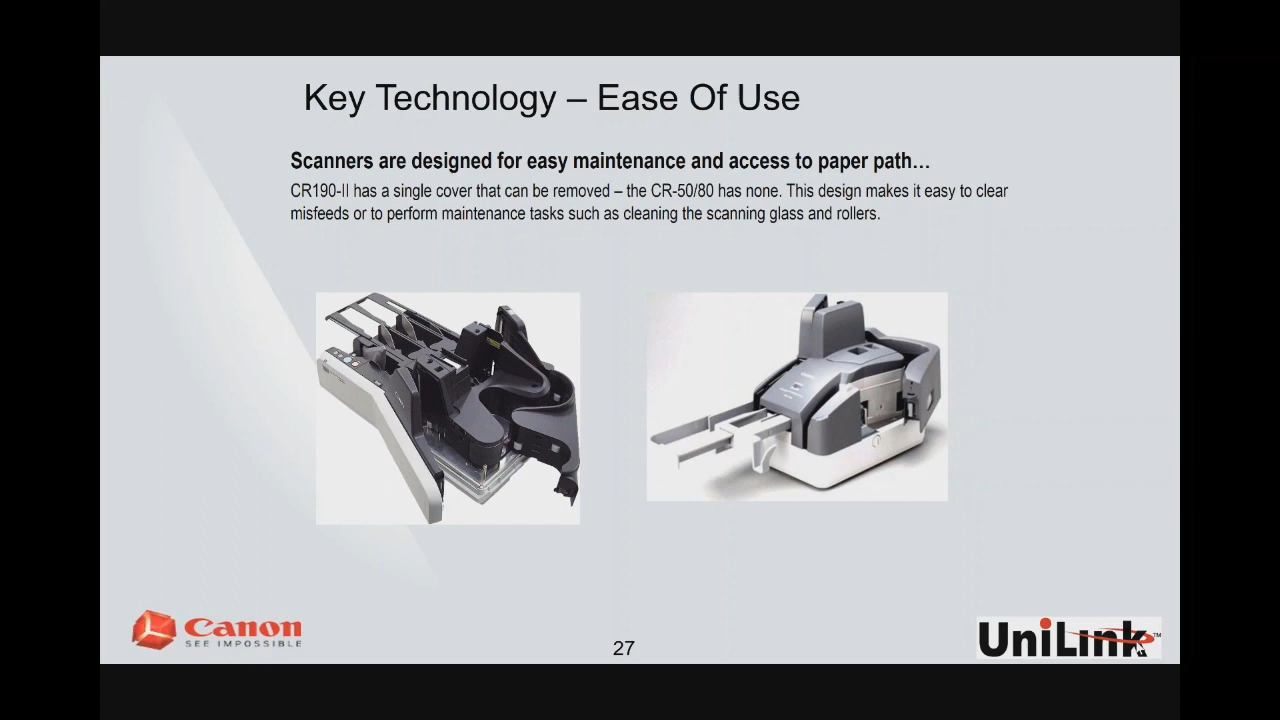 Key Technology – Ease Of Use
Scanners are designed for easy maintenance and access to paper path…
CR190-II has a single cover that can be removed – the CR-50/80 has none. This design makes it easy to clear
misfeeds or to perform maintenance tasks such as cleaning the scanning glass and rollers.
Canon
SEE IMPOSSIBLE
27
UniLink™